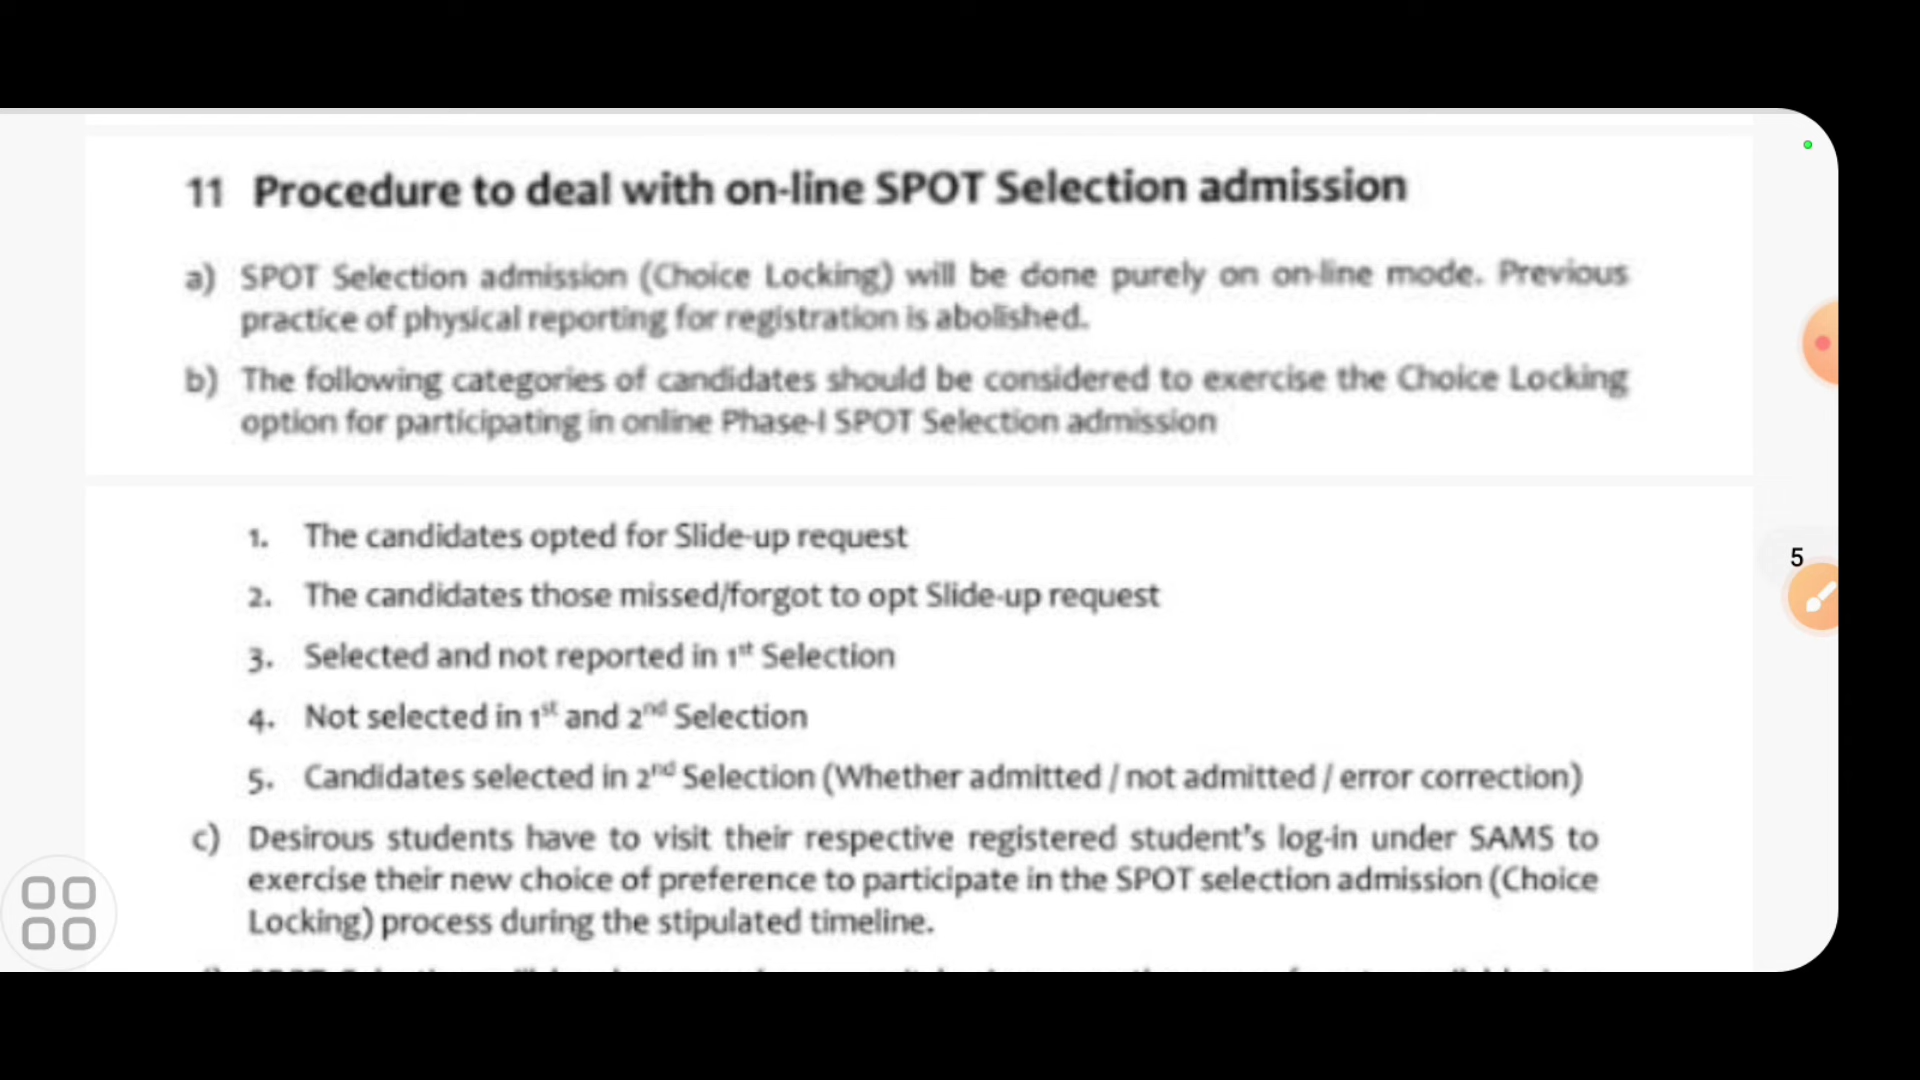 11 Procedure to deal with on-line SPOT Selection admission
a) SPOT Selection admission (Choice Locking) will be done purely on on-line mode. Previous
practice of physical reporting for registration is abolished.
b) The following categories of candidates should be considered to exercise the Choice Locking
option for participating in online Phase-I SPOT Selection admission
1. The candidates opted for Slide-up request
5
2. The candidates those missed/forgot to opt Slide-up request
3. Selected and not reported in 1st Selection
4. Not selected in 1st and 2nd Selection
5. Candidates selected in 2nd Selection (Whether admitted / not admitted / error correction)
c) Desirous students have to visit their respective registered student's log-in under SAMS to
exercise their new choice of preference to participate in the SPOT selection admission (Choice
Locking) process during the stipulated timeline.